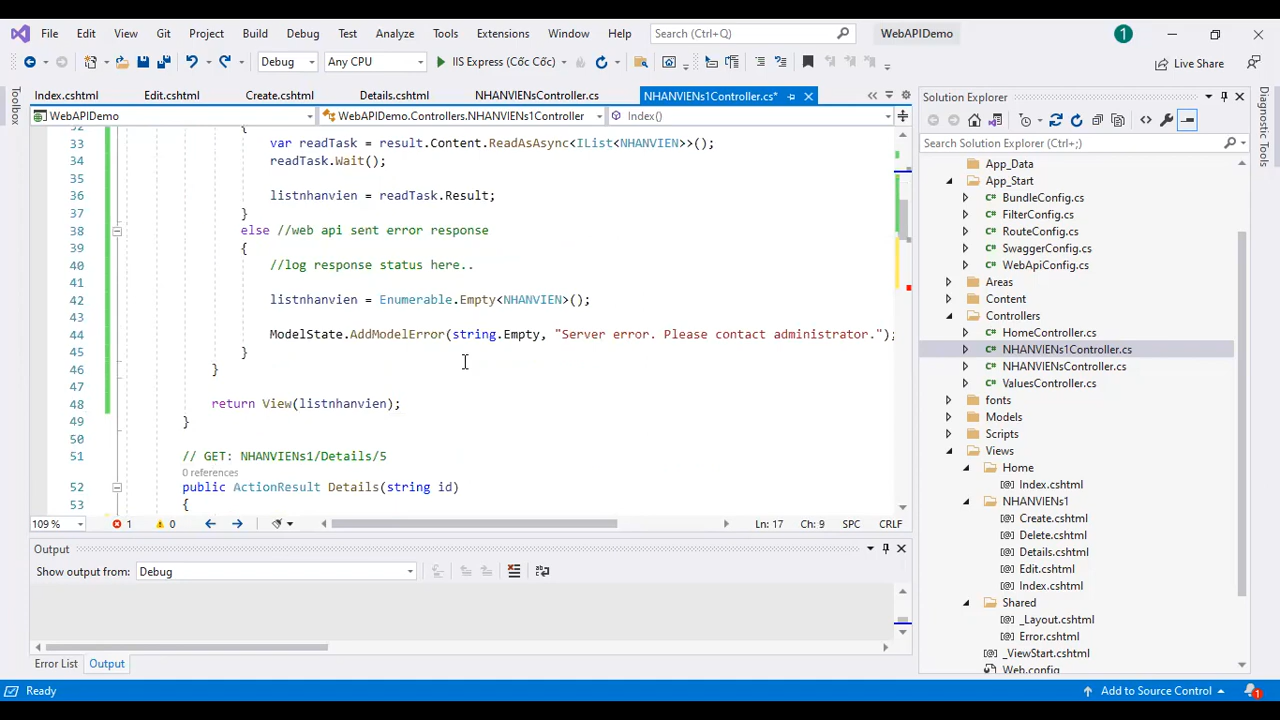 File Edit View Git Project Build Debug Test Analyze Tools Extensions Window Help Search (Ctrl+Q) WebAPIDemo 1
Debug Any CPU IIS Express (Cốc Cốc) Live Share
Index.cshtml Edit.cshtml Create.cshtml Details.cshtml NHANVIENsController.cs NHANVIENs1Controller.cs*
WebAPIDemo WebAPIDemo.Controllers.NHANVIENs1Controller Index()
32 {
33 var readTask = result.Content.ReadAsAsync<IList<NHANVIEN>>();
34 readTask.Wait();
35
36 listnhanvien = readTask.Result;
37 }
38 else //web api sent error response
39 {
40 //log response status here..
41
42 listnhanvien = Enumerable.Empty<NHANVIEN>();
43
44 ModelState.AddModelError(string.Empty, "Server error. Please contact administrator.");
45 }
46 }
47
48 return View(listnhanvien);
49 }
50
51 // GET: NHANVIENs1/Details/5
0 references
52 public ActionResult Details(string id)
53 {
109 % 1 0 Ln: 17 Ch: 9 SPC CRLF
Output
Show output from: Debug
Error List Output
Ready Add to Source Control 1
Toolbox
Solution Explorer
Search Solution Explorer (Ctrl+;)
App_Data
App_Start
BundleConfig.cs
FilterConfig.cs
RouteConfig.cs
SwaggerConfig.cs
WebApiConfig.cs
Areas
Content
Controllers
HomeController.cs
NHANVIENs1Controller.cs
NHANVIENsController.cs
ValuesController.cs
fonts
Models
Scripts
Views
Home
Index.cshtml
NHANVIENs1
Create.cshtml
Delete.cshtml
Details.cshtml
Edit.cshtml
Index.cshtml
Shared
_Layout.cshtml
Error.cshtml
_ViewStart.cshtml
Web.config
Diagnostic Tools